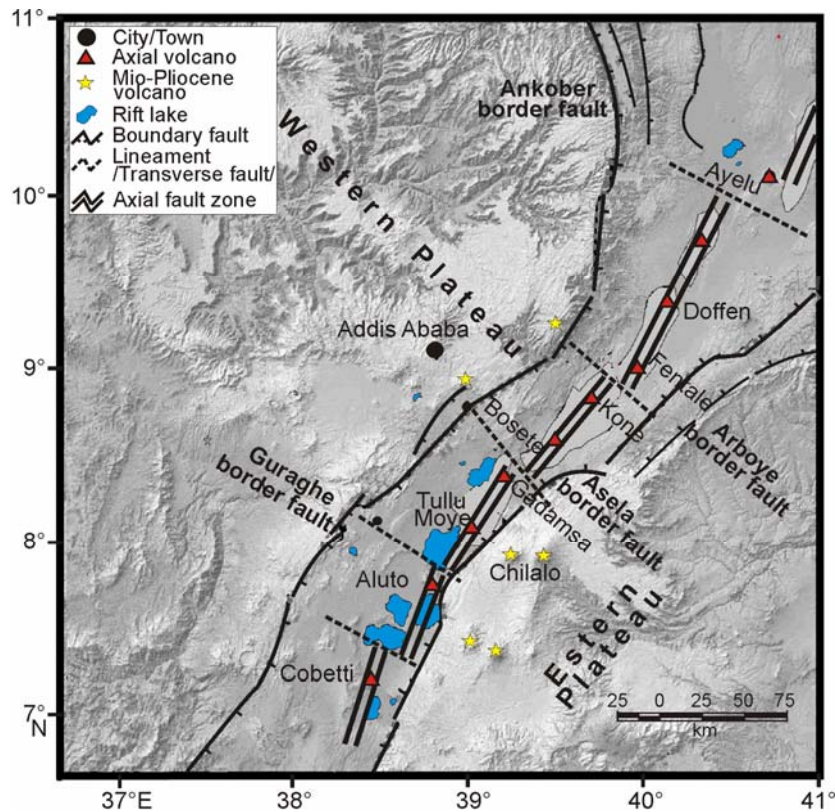 11°
10°
9°
8°
7°
N
37°E
38
39
40
41°
City/Town
Axial volcano
Mio-Pliocene
volcano
Rift lake
Boundary fault
Lineament
/Transverse fault/
Axial fault zone
Ankober
border fault
Western Plateau
Ayelu
Addis Ababa
Doffen
Fentale
Kone
Bosete
Arboye
border fault
Guraghe
border fault
Asela
border fault
Gadamsa
Tullu
Moye
Chilalo
Aluto
Estern
Plateau
Cobetti
25 0 25 50 75
km